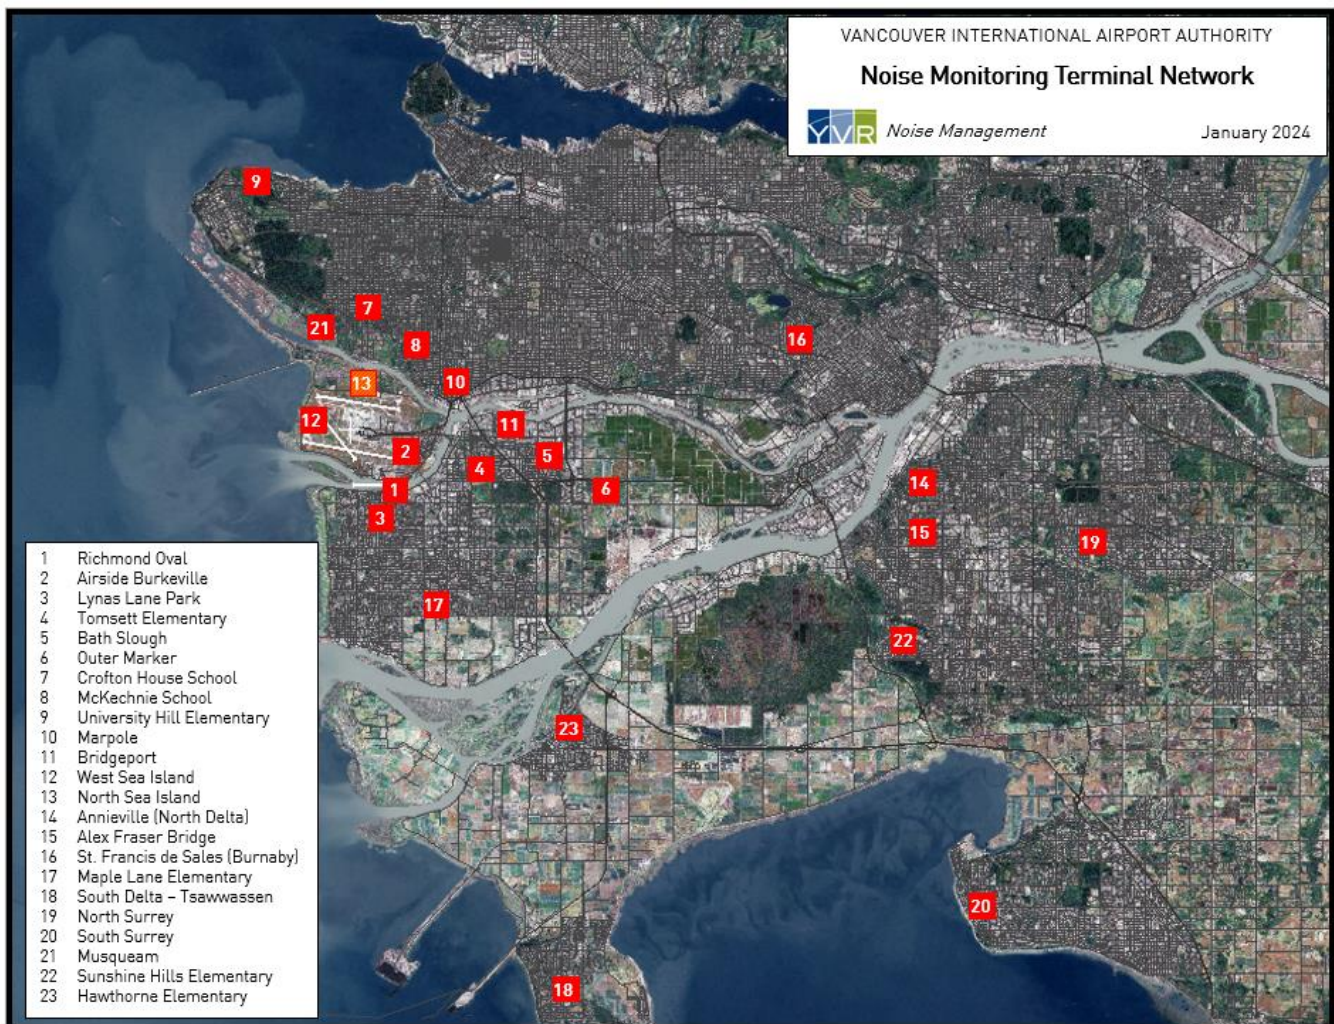 VANCOUVER INTERNATIONAL AIRPORT AUTHORITY
Noise Monitoring Terminal Network
YVR Noise Management January 2024
9
7
21
8
16
13
10
12
11
2
5
4
14
6
1
3
15
19
17
22
23
20
18
1 Richmond Oval
2 Airside Burkeville
3 Lynas Lane Park
4 Tomsett Elementary
5 Bath Slough
6 Outer Marker
7 Crofton House School
8 McKechnie School
9 University Hill Elementary
10 Marpole
11 Bridgeport
12 West Sea Island
13 North Sea Island
14 Annieville (North Delta)
15 Alex Fraser Bridge
16 St. Francis de Sales (Burnaby)
17 Maple Lane Elementary
18 South Delta – Tsawwassen
19 North Surrey
20 South Surrey
21 Musqueam
22 Sunshine Hills Elementary
23 Hawthorne Elementary